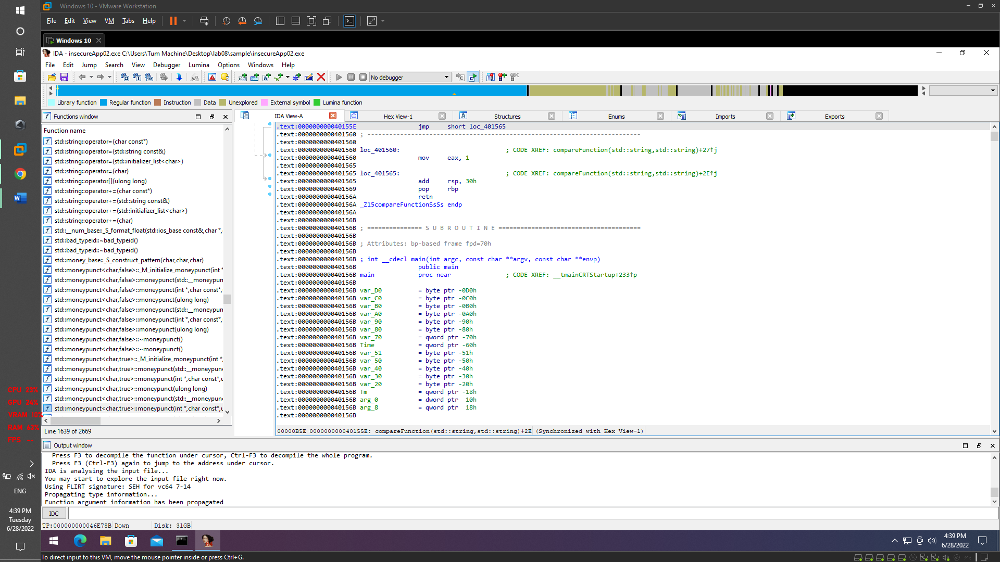 Windows 10 - VMware Workstation
File Edit View VM Tabs Help
Windows 10
IDA - insecureApp02.exe C:\Users\Tum Machine\Desktop\lab08\sample\insecureApp02.exe
File Edit Jump Search View Debugger Lumina Options Windows Help
No debugger
Library function Regular function Instruction Data Unexplored External symbol Lumina function
Functions window
Function name
std::string::operator=(char const*)
std::string::operator=(std::string const&)
std::string::operator=(std::initializer_list<char>)
std::string::operator=(char)
std::string::operator[](ulong long)
std::string::operator+=(char const*)
std::string::operator+=(std::string const&)
std::string::operator+=(std::initializer_list<char>)
std::string::operator+=(char)
std::__num_base::_S_format_float(std::ios_base const&,char *,
std::bad_typeid::~bad_typeid()
std::bad_typeid::~bad_typeid()
std::money_base::_S_construct_pattern(char,char,char)
std::moneypunct<char,false>::_M_initialize_moneypunct(int *
std::moneypunct<char,false>::moneypunct(std::__moneypun
std::moneypunct<char,false>::moneypunct(int *,char const*,
std::moneypunct<char,false>::moneypunct(ulong long)
std::moneypunct<char,false>::moneypunct(std::__moneypun
std::moneypunct<char,false>::moneypunct(int *,char const*,
std::moneypunct<char,false>::moneypunct(ulong long)
std::moneypunct<char,false>::~moneypunct()
std::moneypunct<char,false>::~moneypunct()
std::moneypunct<char,true>::_M_initialize_moneypunct(int *,
std::moneypunct<char,true>::moneypunct(std::__moneypunc
std::moneypunct<char,true>::moneypunct(int *,char const*,u
std::moneypunct<char,true>::moneypunct(ulong long)
std::moneypunct<char,true>::moneypunct(std::__moneypunc
std::moneypunct<char,true>::moneypunct(int *,char const*,u
Line 1639 of 2669
IDA View-A Hex View-1 Structures Enums Imports Exports
.text:000000000040155E jmp short loc_401565
.text:0000000000401560 ; ---------------------------------------------------------------------------
.text:0000000000401560
.text:0000000000401560 loc_401560: ; CODE XREF: compareFunction(std::string,std::string)+27↑j
.text:0000000000401560 mov eax, 1
.text:0000000000401565
.text:0000000000401565 loc_401565: ; CODE XREF: compareFunction(std::string,std::string)+2E↑j
.text:0000000000401565 add rsp, 30h
.text:0000000000401569 pop rbp
.text:000000000040156A retn
.text:000000000040156A _Z15compareFunctionSsSs endp
.text:000000000040156A
.text:000000000040156B
.text:000000000040156B ; =============== S U B R O U T I N E =======================================
.text:000000000040156B
.text:000000000040156B ; Attributes: bp-based frame fpd=70h
.text:000000000040156B
.text:000000000040156B ; int __cdecl main(int argc, const char **argv, const char **envp)
.text:000000000040156B public main
.text:000000000040156B main proc near ; CODE XREF: __tmainCRTStartup+233↑p
.text:000000000040156B
.text:000000000040156B var_D0 = byte ptr -0D0h
.text:000000000040156B var_C0 = byte ptr -0C0h
.text:000000000040156B var_B0 = byte ptr -0B0h
.text:000000000040156B var_A0 = byte ptr -0A0h
.text:000000000040156B var_90 = byte ptr -90h
.text:000000000040156B var_80 = byte ptr -80h
.text:000000000040156B var_70 = qword ptr -70h
.text:000000000040156B Time = qword ptr -60h
.text:000000000040156B var_51 = byte ptr -51h
.text:000000000040156B var_50 = byte ptr -50h
.text:000000000040156B var_40 = byte ptr -40h
.text:000000000040156B var_30 = byte ptr -30h
.text:000000000040156B var_20 = byte ptr -20h
.text:000000000040156B Tm = qword ptr -18h
.text:000000000040156B arg_0 = dword ptr 10h
.text:000000000040156B arg_8 = qword ptr 18h
.text:000000000040156B
00000B5E 000000000040155E: compareFunction(std::string,std::string)+2E (Synchronized with Hex View-1)
Output window
Press F3 to decompile the function under cursor, Ctrl-F3 to decompile the whole program.
Press F3 (Ctrl-F3) again to jump to the address under cursor.
IDA is analysing the input file...
You may start to explore the input file right now.
Using FLIRT signature: SEH for vc64 7-14
Propagating type information...
Function argument information has been propagated
IDC
TP:000000000046E78B Down Disk: 31GB
4:39 PM
6/28/2022
To direct input to this VM, move the mouse pointer inside or press Ctrl+G.
CPU 23%
GPU 24%
VRAM 10%
RAM 63%
FPS --
ENG
4:39 PM
Tuesday
6/28/2022